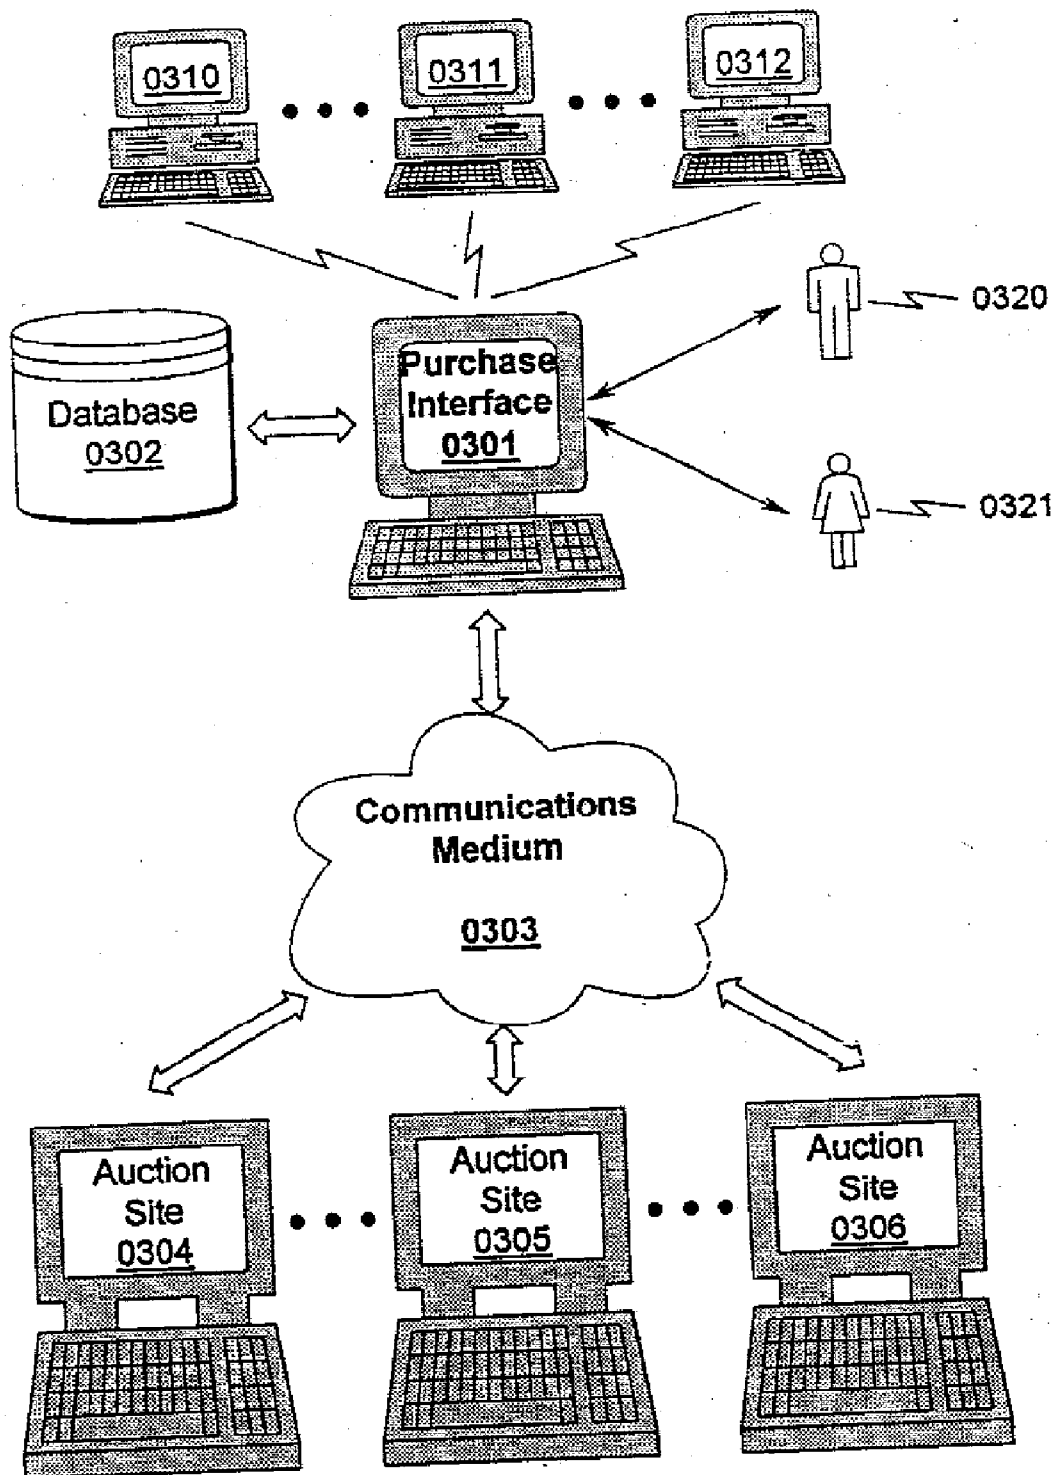 0310
0311
0312
0320
Purchase
Interface
0301
Database
0302
0321
Communications
Medium
0303
Auction
Site
0304
Auction
Site
0305
Auction
Site
0306